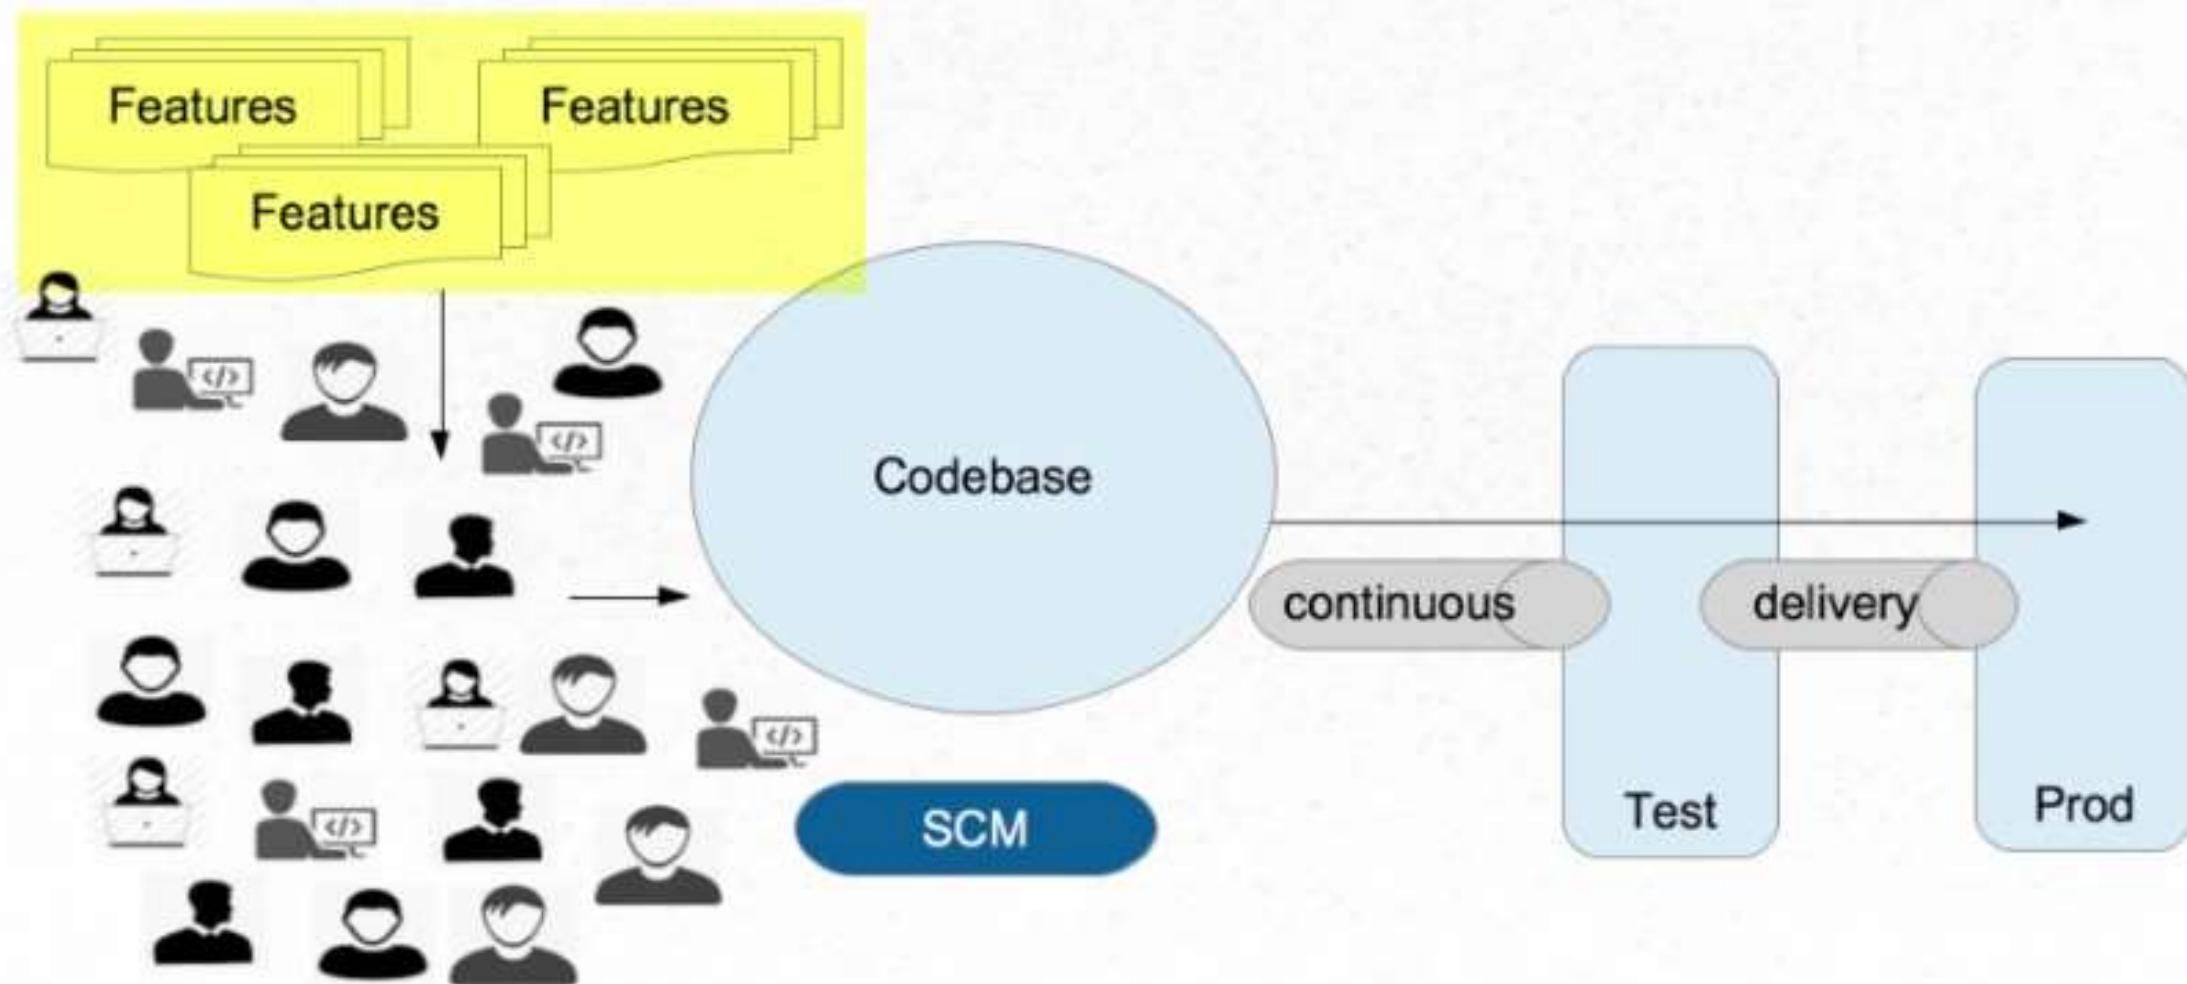 Features
Features
Features
</>
</>
Codebase
continuous
delivery
</>
</>
SCM
Test
Prod